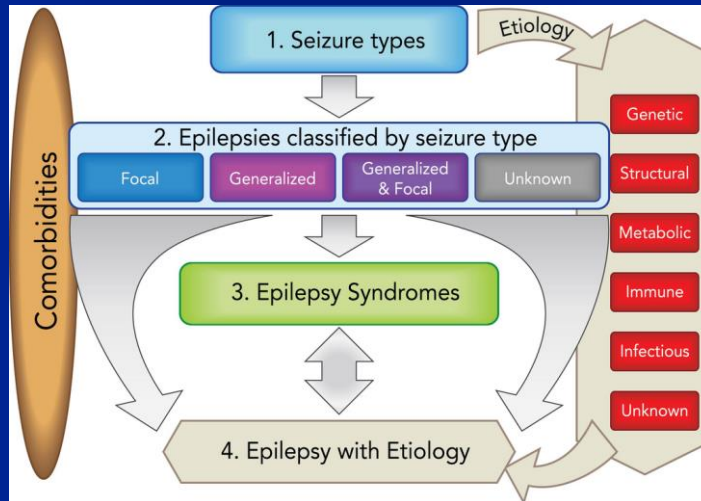 1. Seizure types
Etiology
Comorbidities
2. Epilepsies classified by seizure type
Focal
Generalized
Generalized
& Focal
Unknown
3. Epilepsy Syndromes
4. Epilepsy with Etiology
Genetic
Structural
Metabolic
Immune
Infectious
Unknown